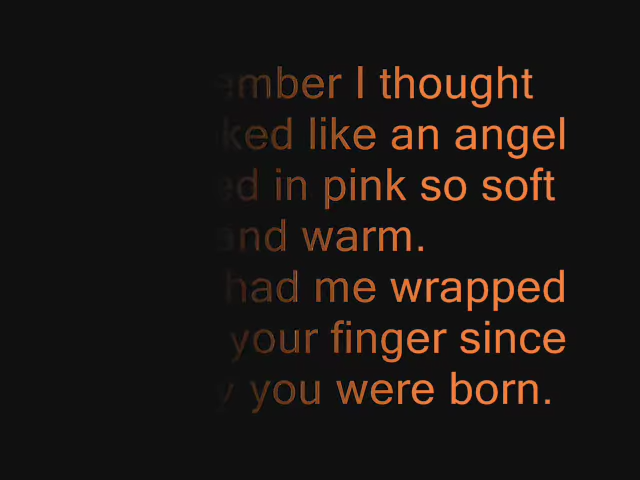 ember I thought
ked like an angel
ed in pink so soft
and warm.
had me wrapped
your finger since
y you were born.